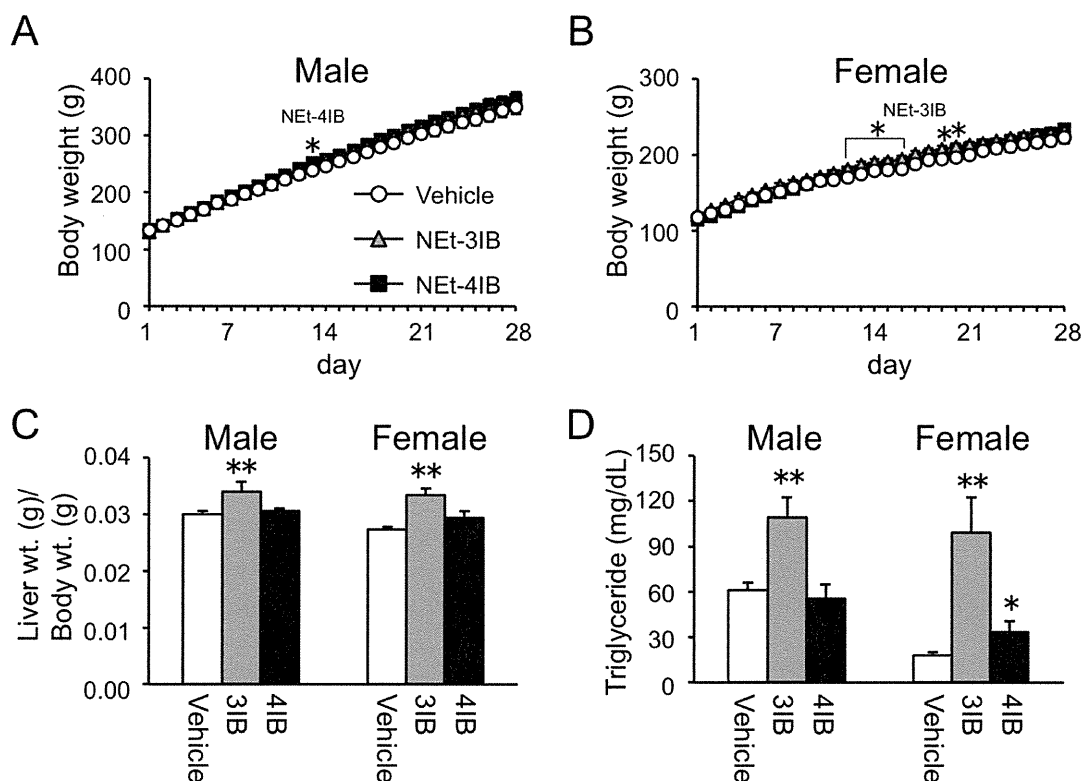 A
Male
Body weight (g)
400
300
200
100
0
NEt-4IB
*
Vehicle
NEt-3IB
NEt-4IB
1
7
14
21
28
day
B
Female
Body weight (g)
300
200
100
0
NEt-3IB
*
**
1
7
14
21
28
day
C
Male
Female
Liver wt. (g)/
Body wt. (g)
0.04
0.03
0.02
0.01
0.00
**
**
Vehicle
3IB
4IB
Vehicle
3IB
4IB
D
Male
Female
Triglyceride (mg/dL)
150
120
90
60
30
0
**
**
*
Vehicle
3IB
4IB
Vehicle
3IB
4IB